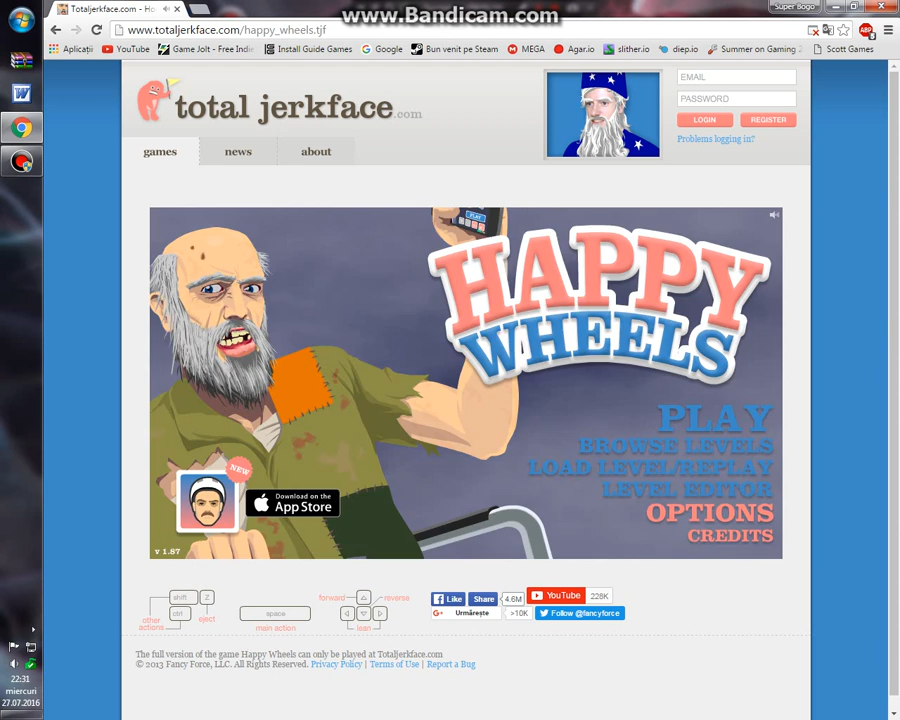 www.Bandicam.com
Totaljerkface.com - H
Super Bogo
www.totaljerkface.com/happy_wheels.tjf
Aplicații YouTube Game Jolt - Free Indie Install Guide Games Google Bun venit pe Steam MEGA Agar.io slither.io diep.io Summer on Gaming Scott Games
total jerkface.com
EMAIL
PASSWORD
LOGIN REGISTER
Problems logging in?
games news about
HAPPY
WHEELS
PLAY
BROWSE LEVELS
LOAD LEVEL/REPLAY
LEVEL EDITOR
OPTIONS
CREDITS
NEW
Download on the
App Store
v 1.87
shift Z
ctrl
other
actions
eject
space
main action
forward
reverse
lean
Like Share 4.6M YouTube 228K
Urmărește >10K Follow @fancyforce
The full version of the game Happy Wheels can only be played at Totaljerkface.com
© 2013 Fancy Force, LLC. All Rights Reserved. Privacy Policy | Terms of Use | Report a Bug
22:31
miercuri
27.07.2016